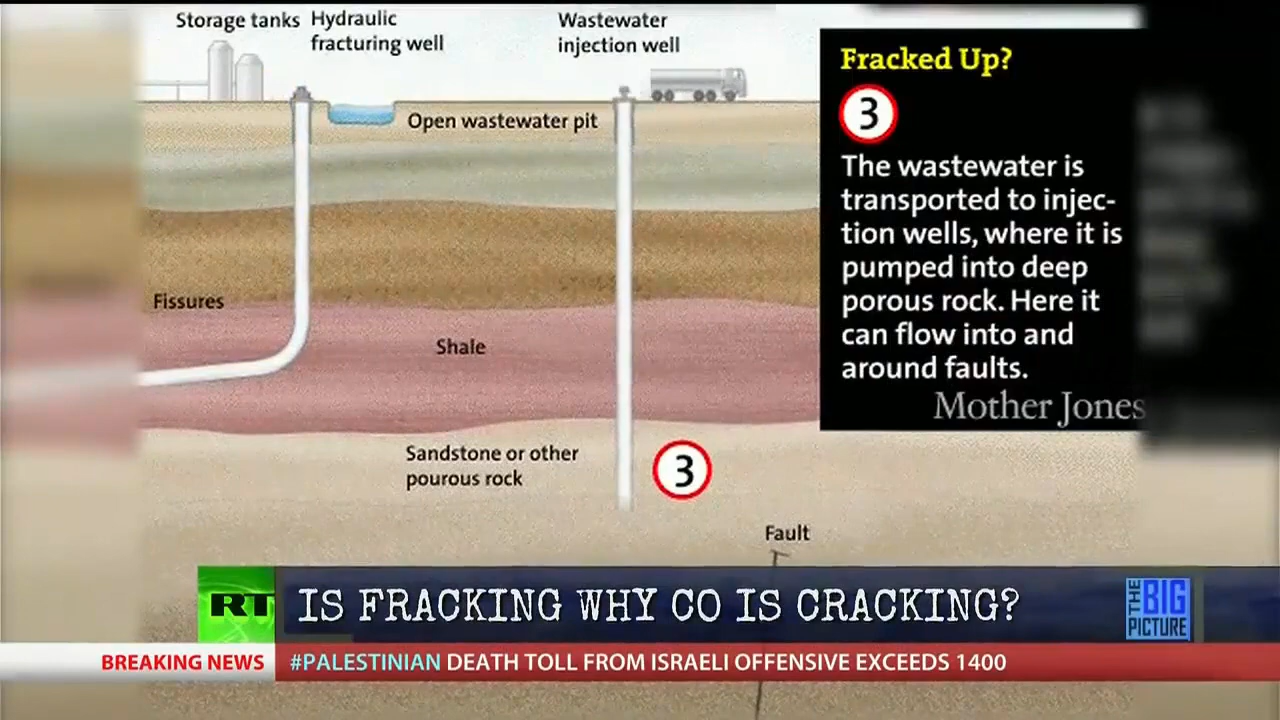 Storage tanks
Hydraulic
fracturing well
Wastewater
injection well
Open wastewater pit
Fissures
Shale
Sandstone or other
pourous rock
3
Fault
Fracked Up?
3
The wastewater is
transported to injec-
tion wells, where it is
pumped into deep
porous rock. Here it
can flow into and
around faults.
Mother Jones
RT
IS FRACKING WHY CO IS CRACKING?
THE BIG
PICTURE
BREAKING NEWS
#PALESTINIAN DEATH TOLL FROM ISRAELI OFFENSIVE EXCEEDS 1400